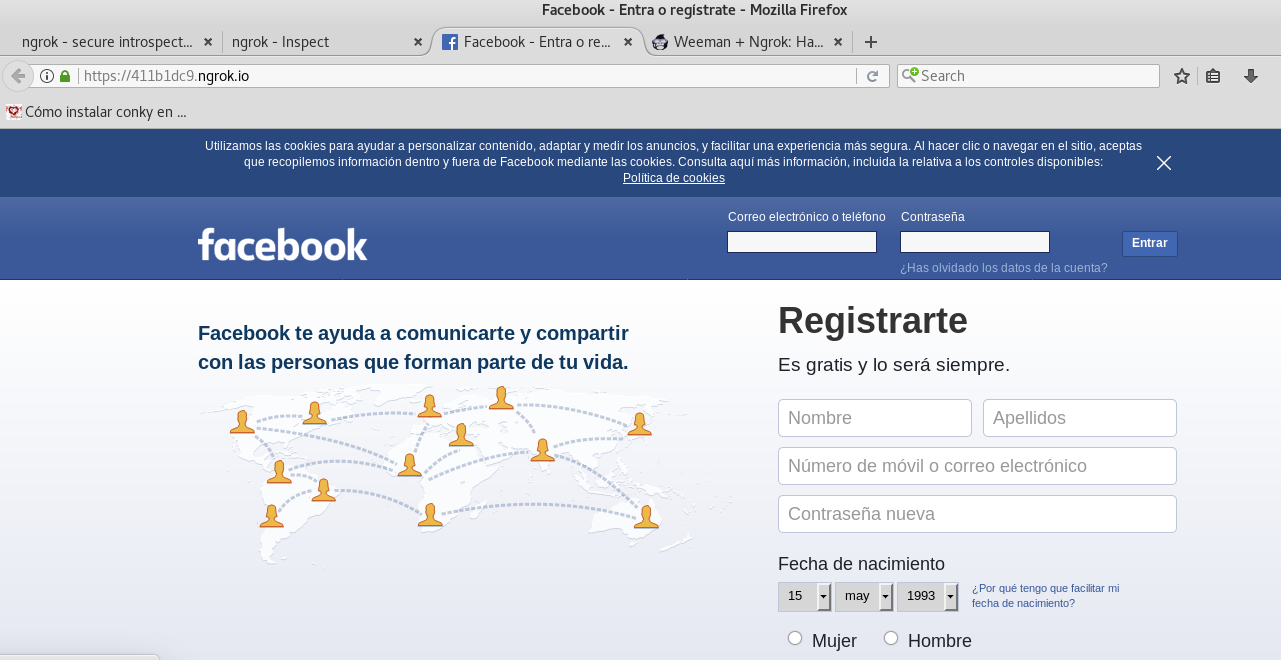 Facebook - Entra o regístrate - Mozilla Firefox
ngrok - secure introspect...
ngrok - Inspect
Facebook - Entra o re...
Weeman + Ngrok: Ha...
https://411b1dc9.ngrok.io
Search
Cómo instalar conky en ...
Utilizamos las cookies para ayudar a personalizar contenido, adaptar y medir los anuncios, y facilitar una experiencia más segura. Al hacer clic o navegar en el sitio, aceptas
que recopilemos información dentro y fuera de Facebook mediante las cookies. Consulta aquí más información, incluida la relativa a los controles disponibles:
Política de cookies
facebook
Correo electrónico o teléfono
Contraseña
Entrar
¿Has olvidado los datos de la cuenta?
Facebook te ayuda a comunicarte y compartir
con las personas que forman parte de tu vida.
Registrarte
Es gratis y lo será siempre.
Nombre
Apellidos
Número de móvil o correo electrónico
Contraseña nueva
Fecha de nacimiento
15
may
1993
¿Por qué tengo que facilitar mi
fecha de nacimiento?
Mujer
Hombre